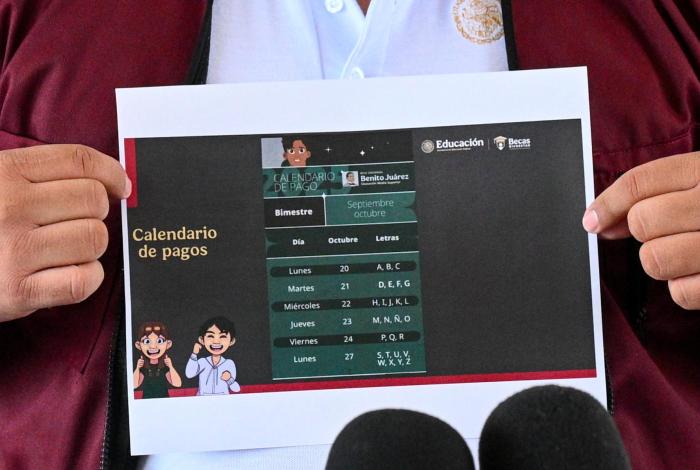 Educación
Becas
BIENESTAR
CALENDARIO
DE PAGO
Benito Juárez
Bimestre
Septiembre
octubre
Calendario
de pagos
Día Octubre Letras
Lunes 20 A, B, C
Martes 21 D, E, F, G
Miércoles 22 H, I, J, K, L
Jueves 23 M, N, Ñ, O
Viernes 24 P, Q, R
Lunes 27 S, T, U, V,
W, X, Y, Z